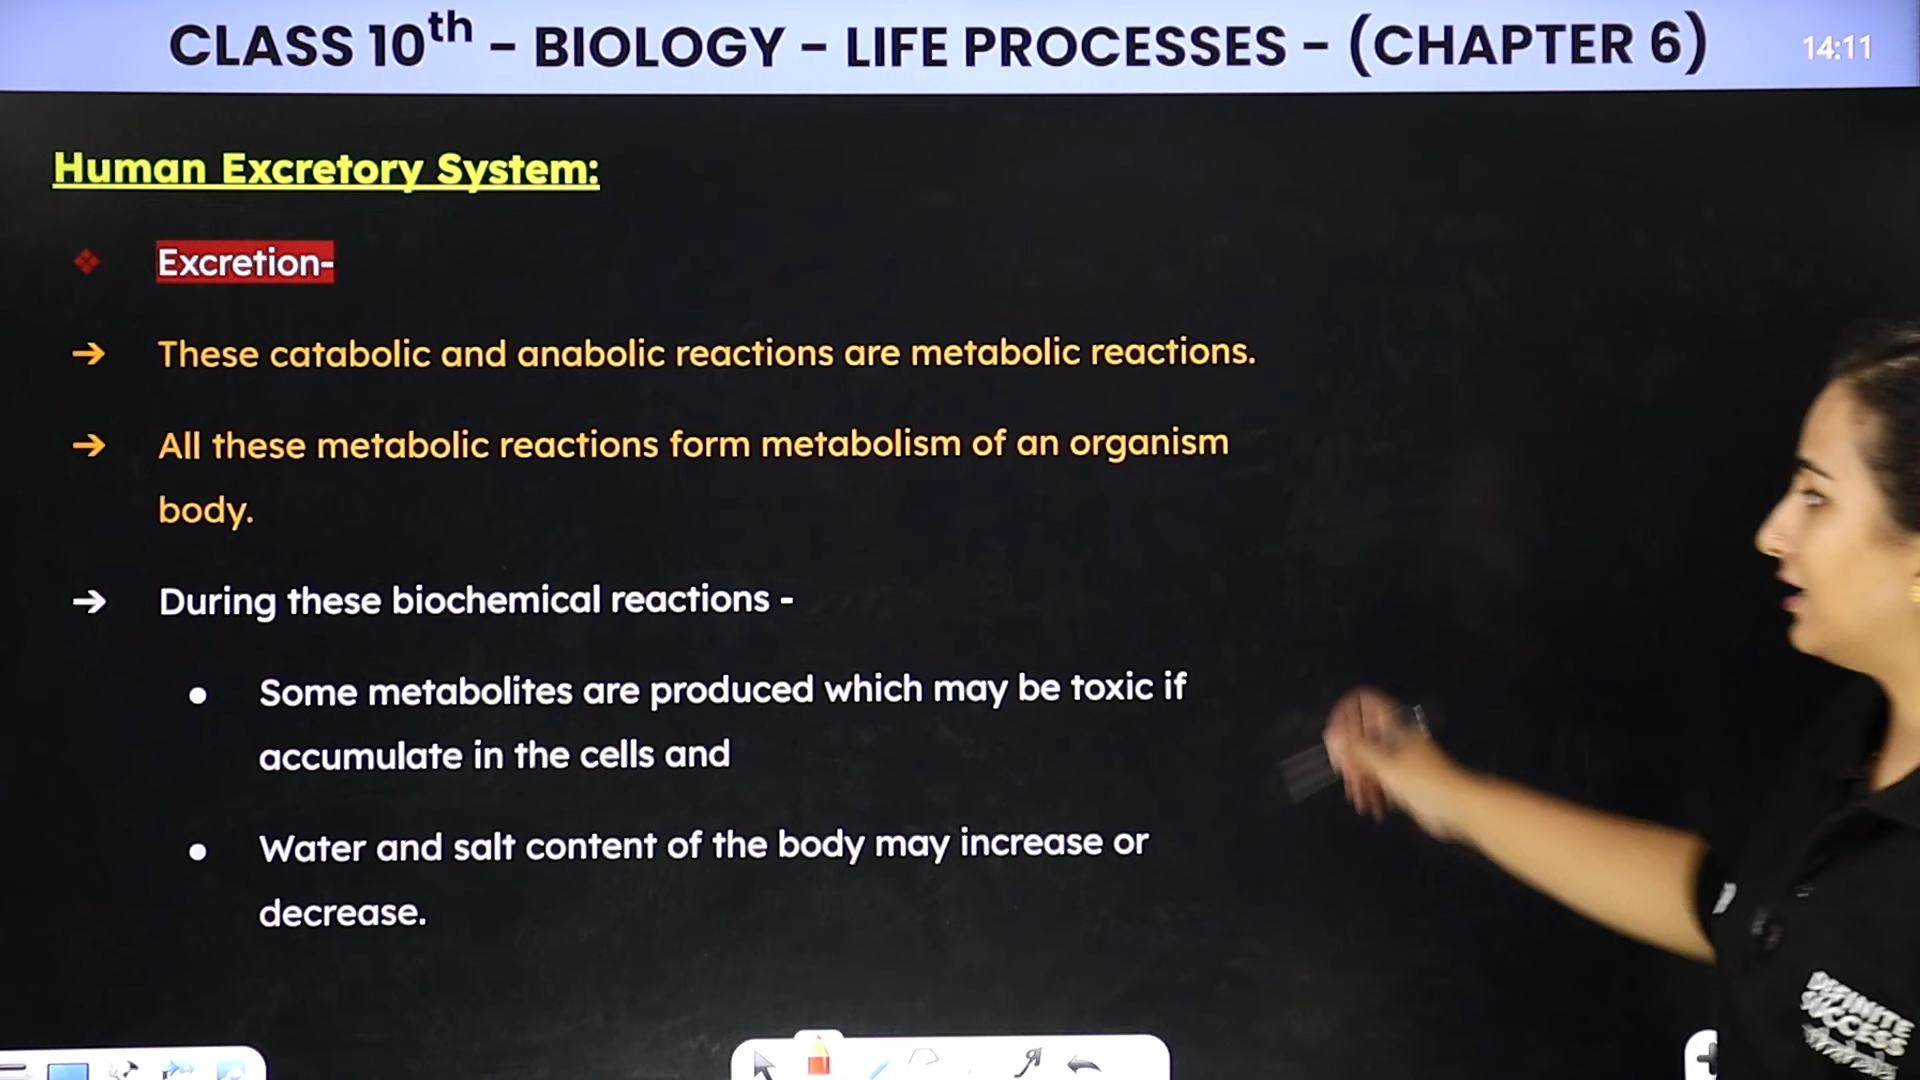 CLASS 10th - BIOLOGY - LIFE PROCESSES - (CHAPTER 6)
14:11
Human Excretory System:
Excretion-
These catabolic and anabolic reactions are metabolic reactions.
All these metabolic reactions form metabolism of an organism
body.
During these biochemical reactions -
Some metabolites are produced which may be toxic if
accumulate in the cells and
Water and salt content of the body may increase or
decrease.
DEFINITE
SUCCESS